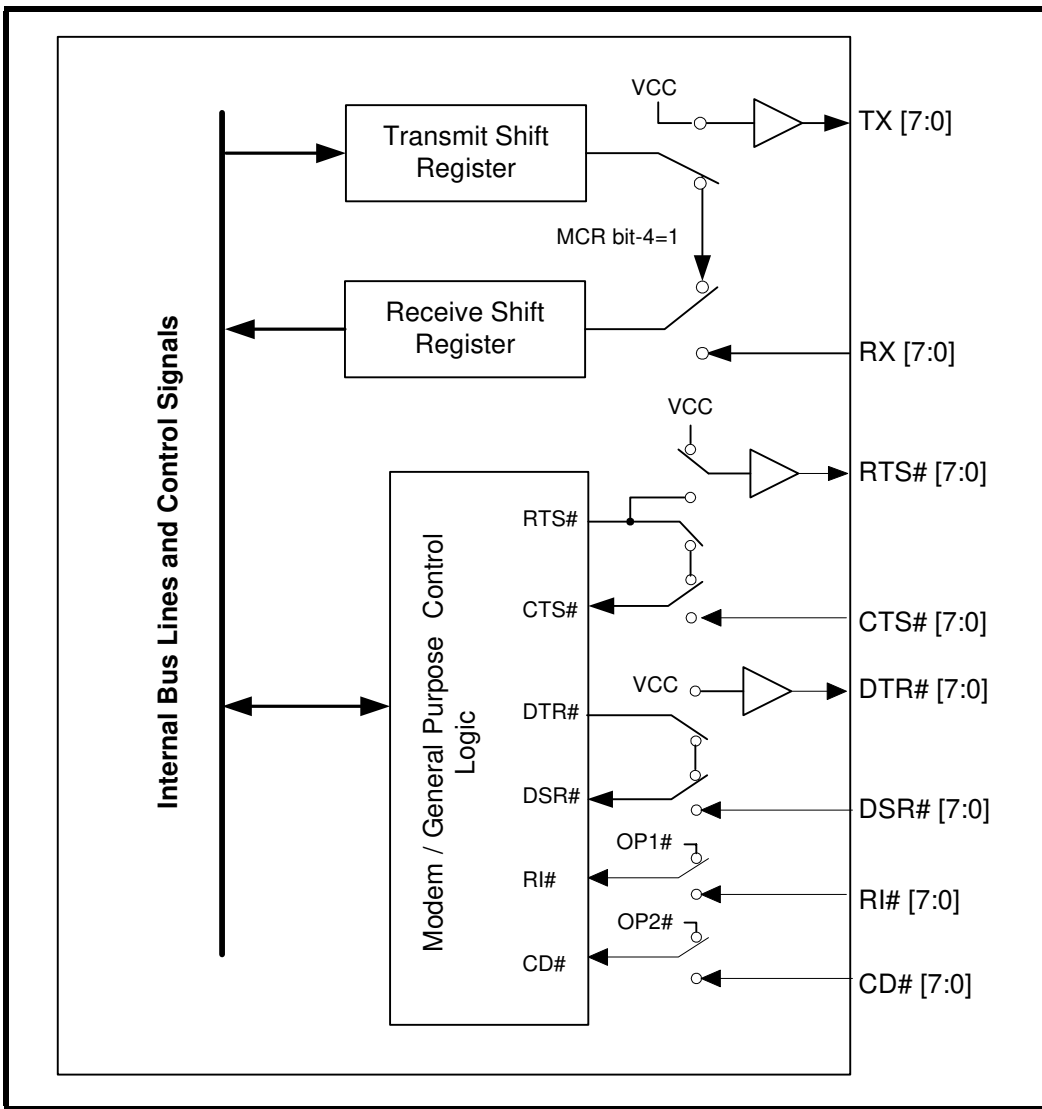 VCC
TX [7:0]
Transmit Shift
Register
MCR bit-4=1
Receive Shift
Register
RX [7:0]
Internal Bus Lines and Control Signals
VCC
RTS# [7:0]
RTS#
CTS#
CTS# [7:0]
Modem / General Purpose Control
Logic
VCC
DTR# [7:0]
DTR#
DSR#
DSR# [7:0]
OP1#
RI#
RI# [7:0]
OP2#
CD#
CD# [7:0]